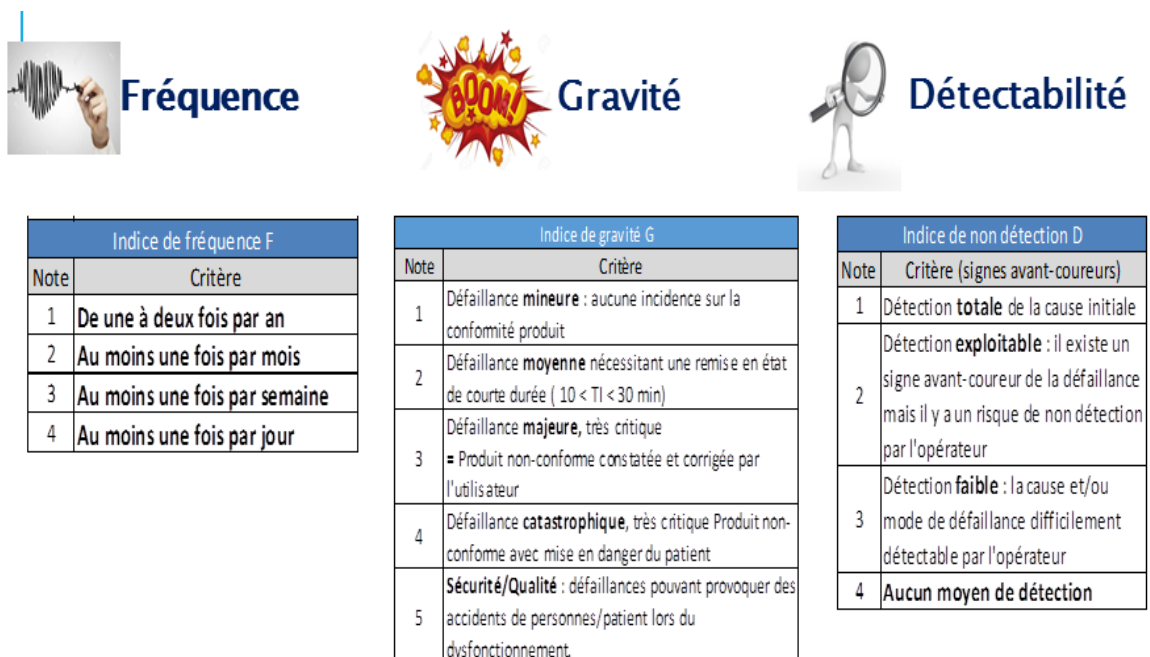 Fréquence
BOOM!
Gravité
Détectabilité
Indice de fréquence F
Note Critère
1 De une à deux fois par an
2 Au moins une fois par mois
3 Au moins une fois par semaine
4 Au moins une fois par jour
Indice de gravité G
Note Critère
1 Défaillance mineure : aucune incidence sur la
conformité produit
2 Défaillance moyenne nécessitant une remise en état
de courte durée ( 10 < TI < 30 min)
3 Défaillance majeure, très critique
= Produit non-conforme constatée et corrigée par
l'utilisateur
4 Défaillance catastrophique, très critique Produit non-
conforme avec mise en danger du patient
5 Sécurité/Qualité : défaillances pouvant provoquer des
accidents de personnes/patient lors du
dysfonctionnement.
Indice de non détection D
Note Critère (signes avant-coureurs)
1 Détection totale de la cause initiale
2 Détection exploitable : il existe un
signe avant-coureur de la défaillance
mais il y a un risque de non détection
par l'opérateur
3 Détection faible : la cause et/ou
mode de défaillance difficilement
détectable par l'opérateur
4 Aucun moyen de détection